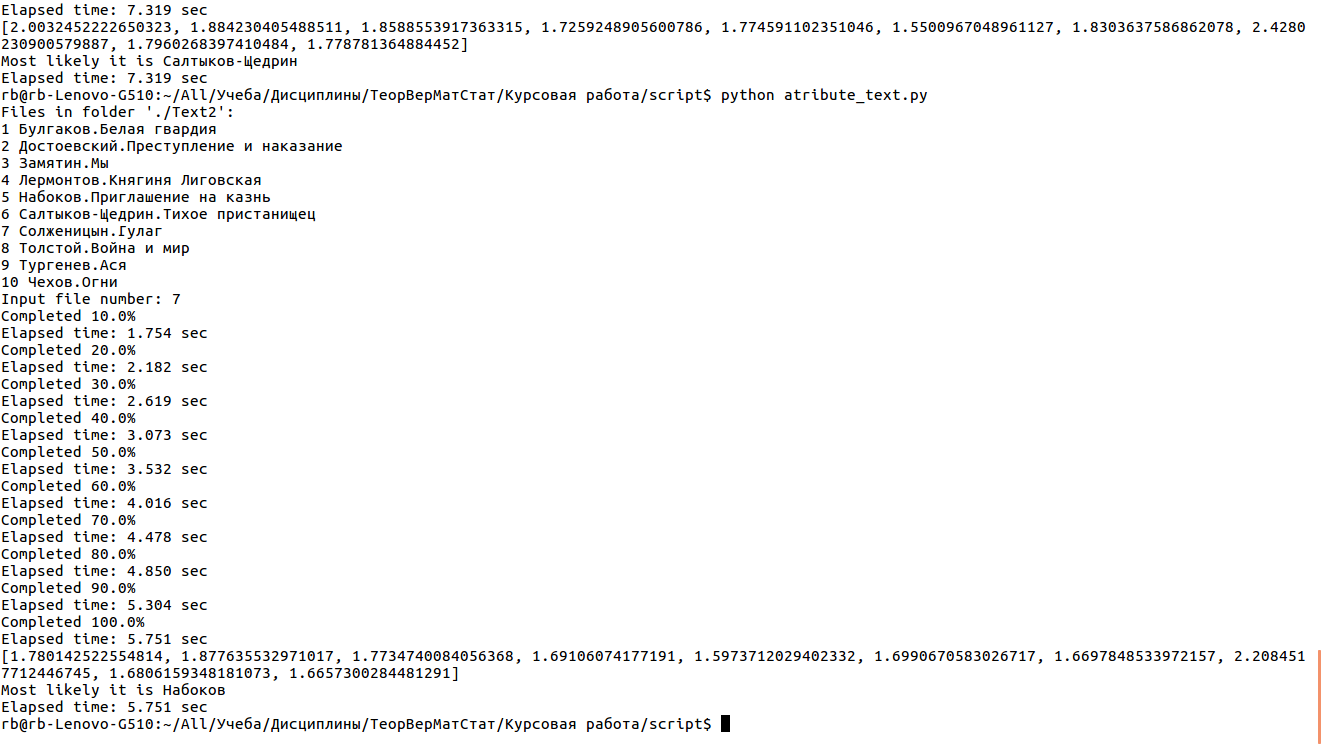 Elapsed time: 7.319 sec
[2.0032452222650323, 1.884230405488511, 1.8588553917363315, 1.7259248905600786, 1.774591102351046, 1.5500967048961127, 1.8303637586862078, 2.4280
230900579887, 1.7960268397410484, 1.778781364884452]
Most likely it is Салтыков-Щедрин
Elapsed time: 7.319 sec
rb@rb-Lenovo-G510:~/All/Учеба/Дисциплины/ТеорВерМатСтат/Курсовая работа/script$ python atribute_text.py
Files in folder './Text2':
1 Булгаков.Белая гвардия
2 Достоевский.Преступление и наказание
3 Замятин.Мы
4 Лермонтов.Княгиня Лиговская
5 Набоков.Приглашение на казнь
6 Салтыков-Щедрин.Тихое пристанищец
7 Солженицын.Гулаг
8 Толстой.Война и мир
9 Тургенев.Ася
10 Чехов.Огни
Input file number: 7
Completed 10.0%
Elapsed time: 1.754 sec
Completed 20.0%
Elapsed time: 2.182 sec
Completed 30.0%
Elapsed time: 2.619 sec
Completed 40.0%
Elapsed time: 3.073 sec
Completed 50.0%
Elapsed time: 3.532 sec
Completed 60.0%
Elapsed time: 4.016 sec
Completed 70.0%
Elapsed time: 4.478 sec
Completed 80.0%
Elapsed time: 4.850 sec
Completed 90.0%
Elapsed time: 5.304 sec
Completed 100.0%
Elapsed time: 5.751 sec
[1.780142522554814, 1.877635532971017, 1.7734740084056368, 1.69106074177191, 1.5973712029402332, 1.6990670583026717, 1.6697848533972157, 2.208451
7712446745, 1.6806159348181073, 1.6657300284481291]
Most likely it is Набоков
Elapsed time: 5.751 sec
rb@rb-Lenovo-G510:~/All/Учеба/Дисциплины/ТеорВерМатСтат/Курсовая работа/script$